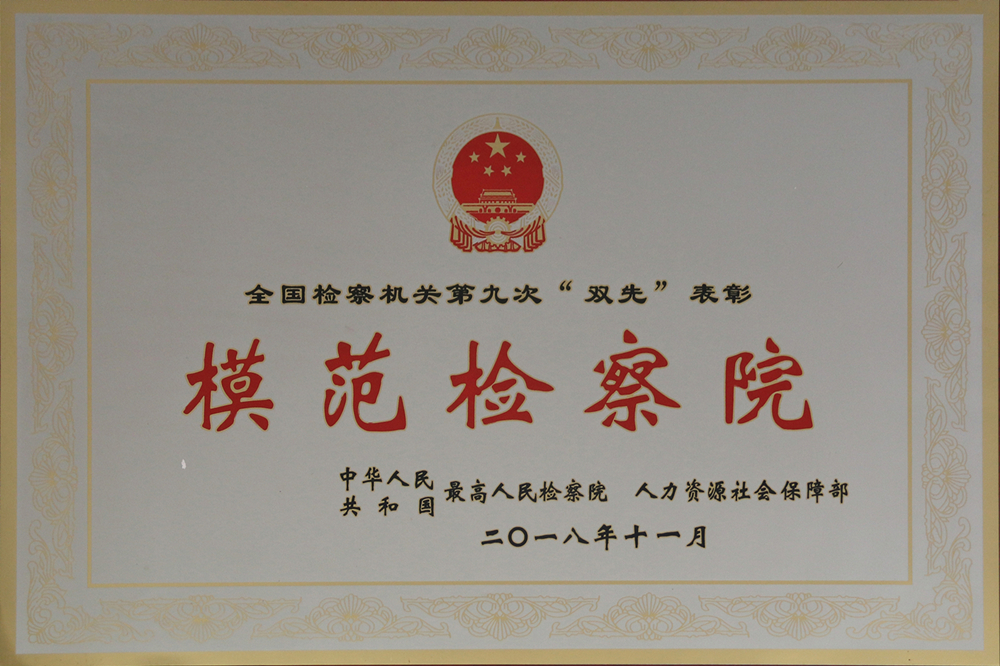 全国检察机关第九次“双先”表彰
模范检察院
中华人民共和国 最高人民检察院 人力资源社会保障部
二〇一八年十一月